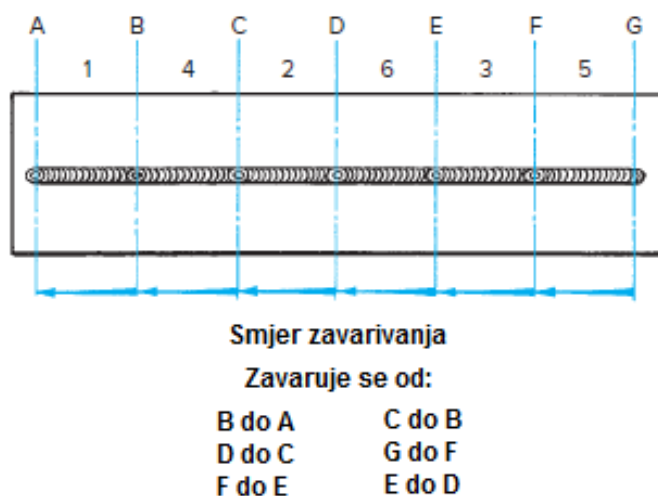 A B C D E F G
1 4 2 6 3 5
Smjer zavarivanja
Zavaruje se od:
B do A C do B
D do C G do F
F do E E do D